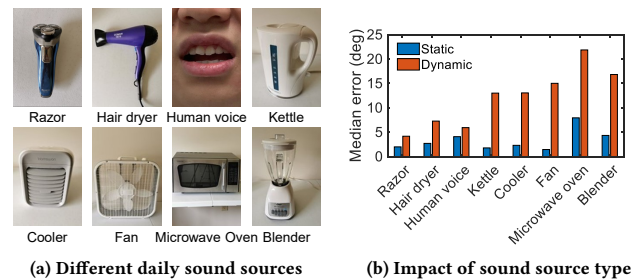 Razor Hair dryer Human voice Kettle
Cooler Fan Microwave Oven Blender
(a) Different daily sound sources
Median error (deg)
25
20
15
10
5
0
Static
Dynamic
Razor
Hair dryer
Human voice
Kettle
Cooler
Fan
Microwave oven
Blender
(b) Impact of sound source type